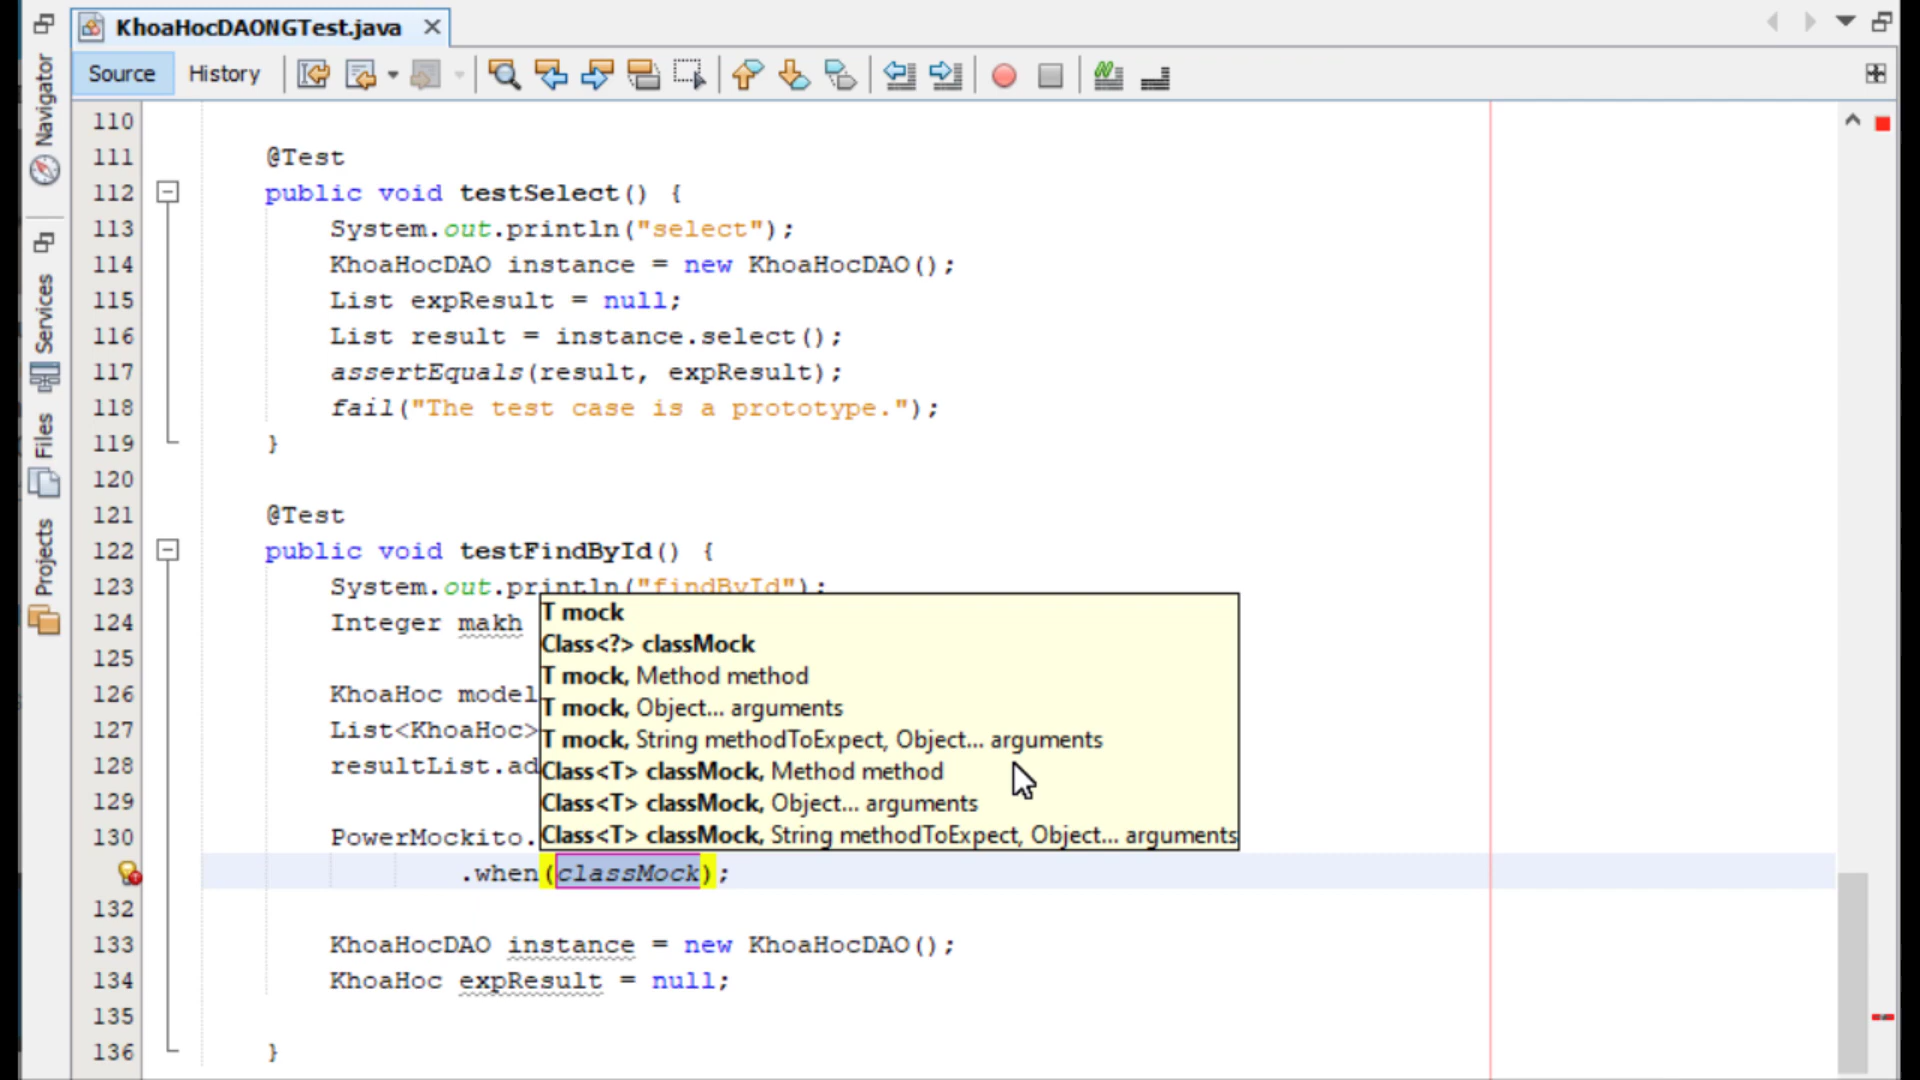 KhoaHocDAONGTest.java
Source History
Navigator
Services
Files
Projects
110
111 @Test
112 public void testSelect() {
113 System.out.println("select");
114 KhoaHocDAO instance = new KhoaHocDAO();
115 List expResult = null;
116 List result = instance.select();
117 assertEquals(result, expResult);
118 fail("The test case is a prototype.");
119 }
120
121 @Test
122 public void testFindById() {
123 System.out.println("findById");
124 Integer makh
125
126 KhoaHoc model
127 List<KhoaHoc>
128 resultList.ad
129
130 PowerMockito.
.when(classMock);
132
133 KhoaHocDAO instance = new KhoaHocDAO();
134 KhoaHoc expResult = null;
135
136 }
T mock
Class<?> classMock
T mock, Method method
T mock, Object... arguments
T mock, String methodToExpect, Object... arguments
Class<T> classMock, Method method
Class<T> classMock, Object... arguments
Class<T> classMock, String methodToExpect, Object... arguments